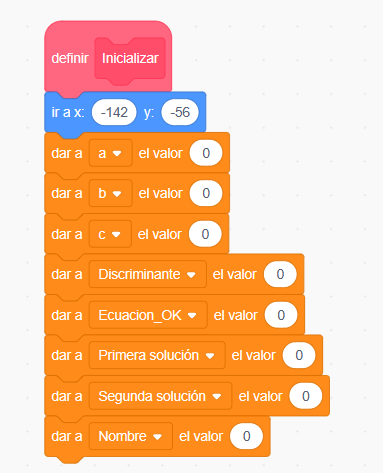 definir Inicializar
ir a x: -142 y: -56
dar a a el valor 0
dar a b el valor 0
dar a c el valor 0
dar a Discriminante el valor 0
dar a Ecuacion_OK el valor 0
dar a Primera solución el valor 0
dar a Segunda solución el valor 0
dar a Nombre el valor 0